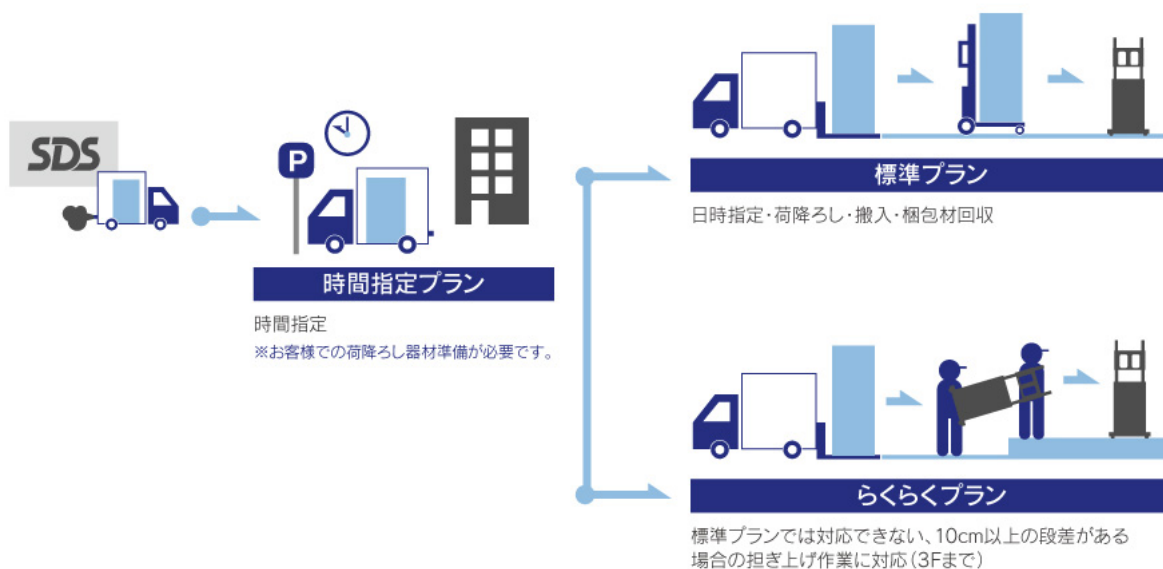 SDS
P
時間指定プラン
時間指定
※お客様での荷降ろし器材準備が必要です。
標準プラン
日時指定・荷降ろし・搬入・梱包材回収
らくらくプラン
標準プランでは対応できない、10cm以上の段差がある
場合の担ぎ上げ作業に対応（3Fまで）